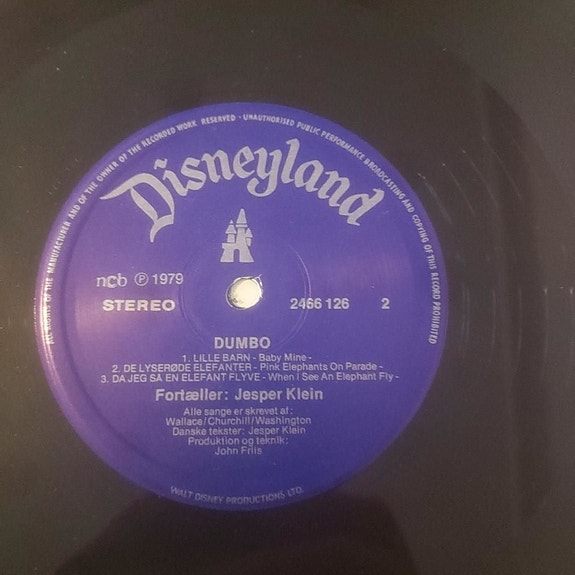 ALL RIGHTS OF THE MANUFACTURER AND OF THE OWNER OF THE RECORDED WORK RESERVED · UNAUTHORISED PUBLIC PERFORMANCE BROADCASTING AND COPYING OF THIS RECORD PROHIBITED
Disneyland
ncb ℗ 1979
STEREO 2466 126 2
DUMBO
1. LILLE BARN - Baby Mine -
2. DE LYSERØDE ELEFANTER - Pink Elephants On Parade -
3. DA JEG SÅ EN ELEFANT FLYVE - When I See An Elephant Fly -
Fortæller: Jesper Klein
Alle sange er skrevet af:
Wallace/Churchill/Washington
Danske tekster: Jesper Klein
Produktion og teknik:
John Friis
WALT DISNEY PRODUCTIONS LTD.